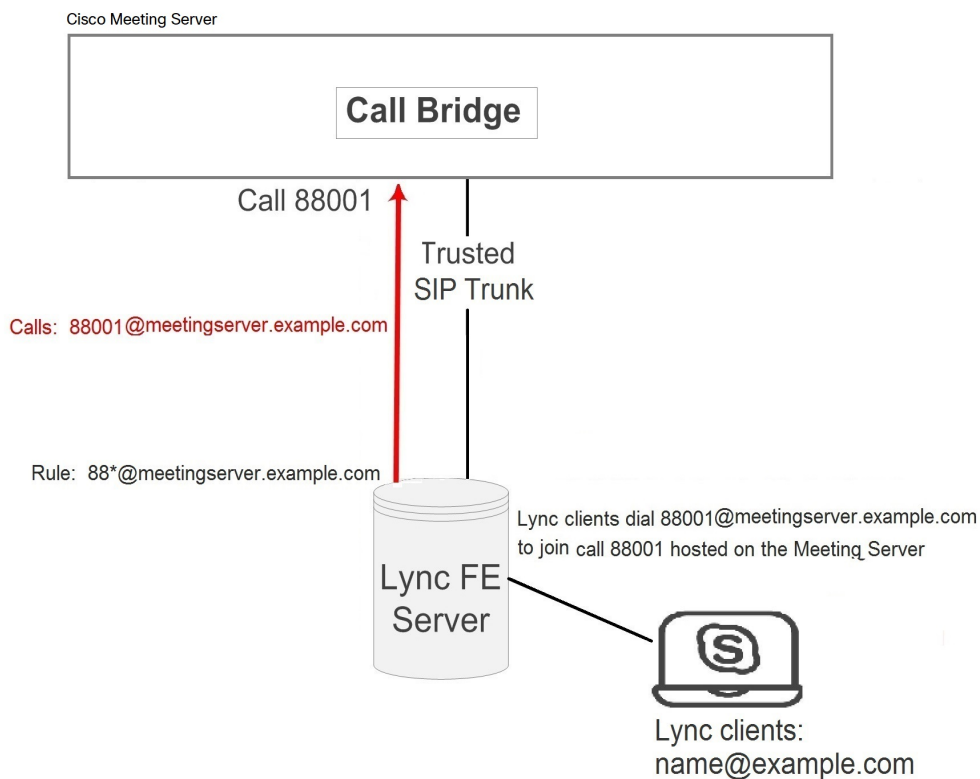 Cisco Meeting Server
Call Bridge
Call 88001
Trusted
SIP Trunk
Calls: 88001@meetingserver.example.com
Rule: 88*@meetingserver.example.com
Lync clients dial 88001@meetingserver.example.com
to join call 88001 hosted on the Meeting Server
Lync FE
Server
S
Lync clients:
name@example.com